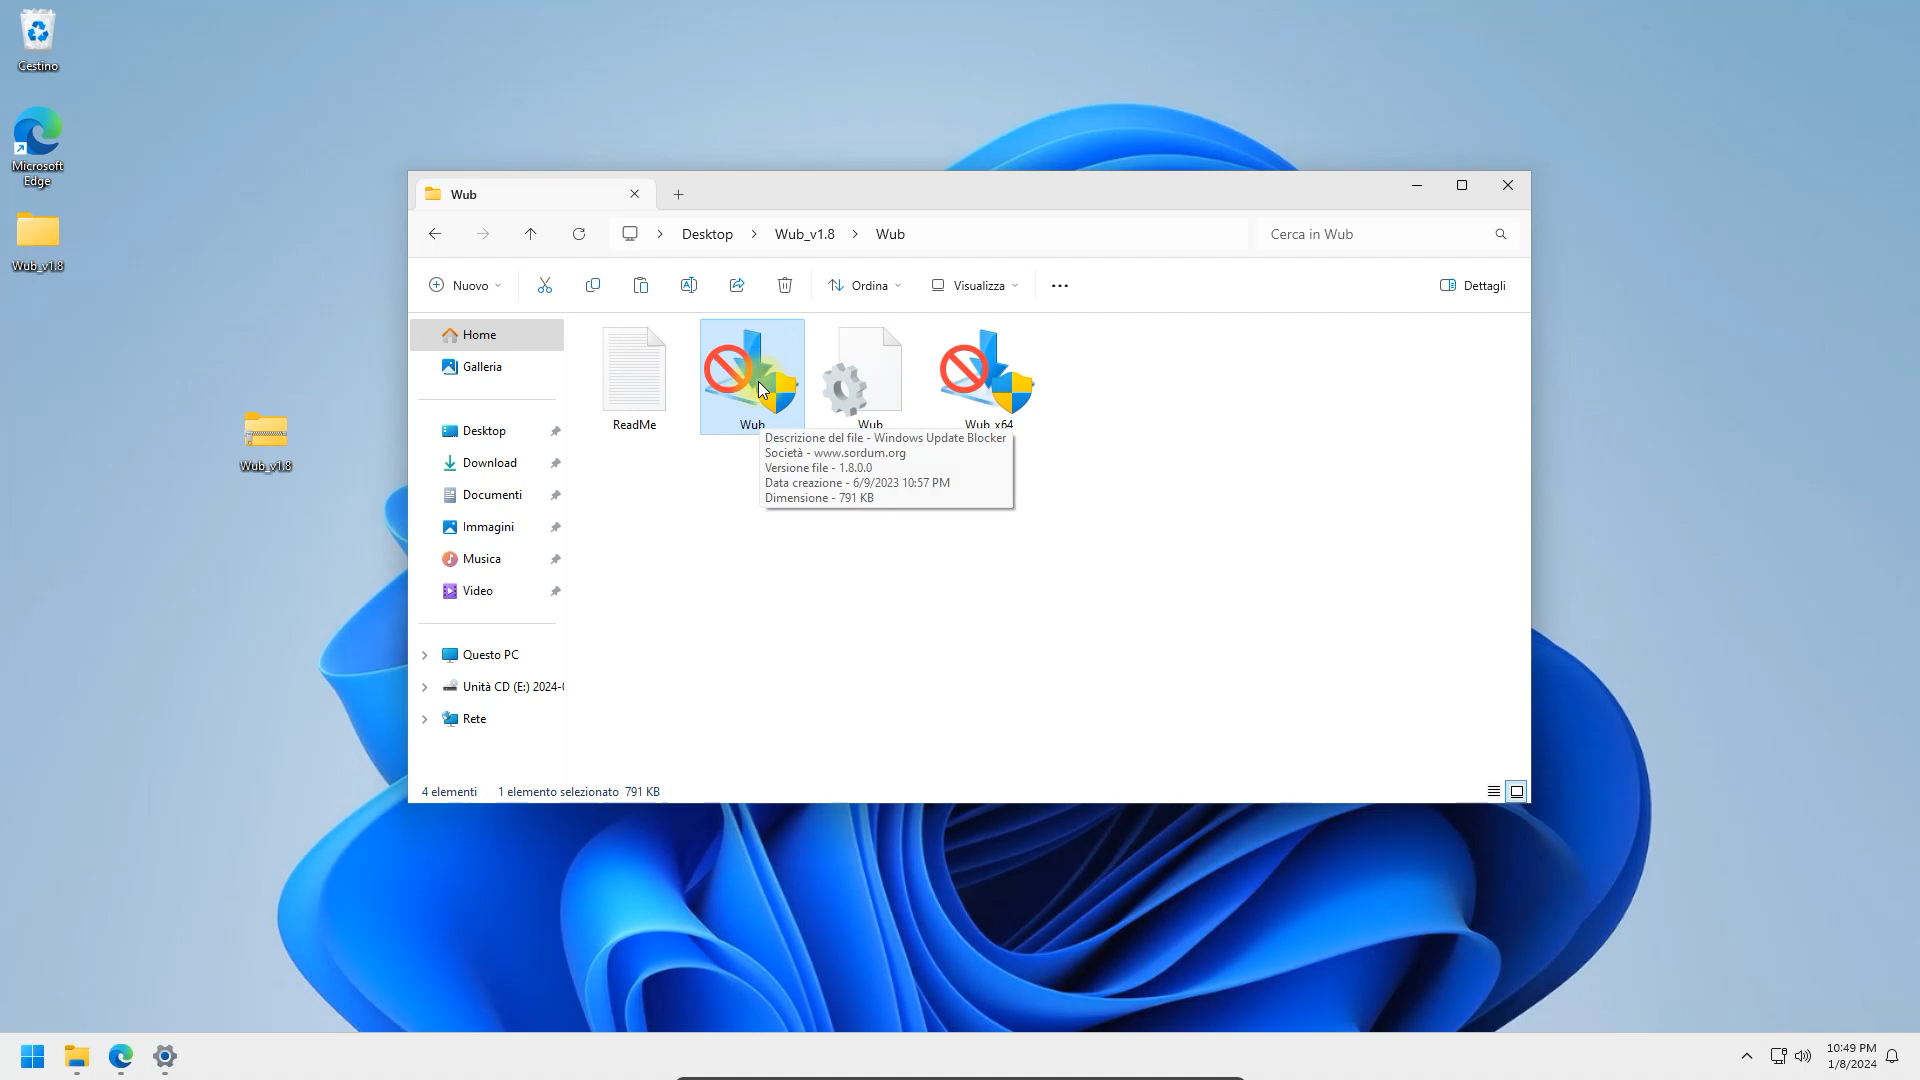 Cestino
Microsoft
Edge
Wub_v1.8
Wub_v1.8
Wub
Desktop
Wub_v1.8
Wub
Cerca in Wub
Nuovo
Ordina
Visualizza
Dettagli
Home
Galleria
Desktop
Download
Documenti
Immagini
Musica
Video
Questo PC
Unità CD (E:) 2024-
Rete
ReadMe
Wub
Wub
Wub_x64
Descrizione del file - Windows Update Blocker
Società - www.sordum.org
Versione file - 1.8.0.0
Data creazione - 6/9/2023 10:57 PM
Dimensione - 791 KB
4 elementi
1 elemento selezionato 791 KB
10:49 PM
1/8/2024